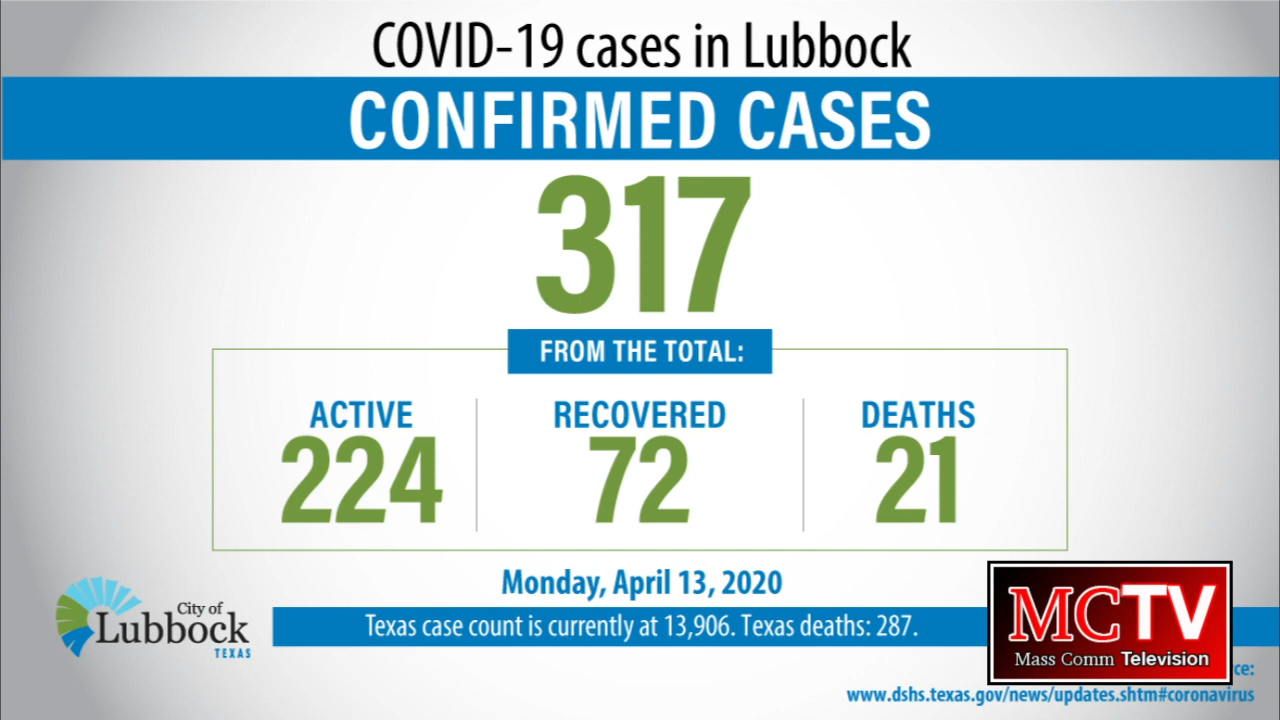 COVID-19 cases in Lubbock
CONFIRMED CASES
317
FROM THE TOTAL:
ACTIVE
224
RECOVERED
72
DEATHS
21
Monday, April 13, 2020
City of
Lubbock
TEXAS
Texas case count is currently at 13,906. Texas deaths: 287.
MCTV
Mass Comm Television
www.dshs.texas.gov/news/updates.shtm#coronavirus